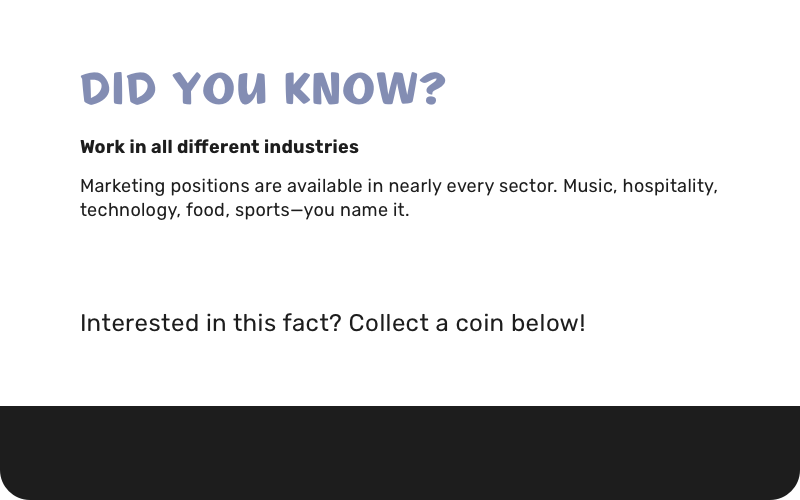 DID YOU KNOW?
Work in all different industries
Marketing positions are available in nearly every sector. Music, hospitality,
technology, food, sports—you name it.
Interested in this fact? Collect a coin below!